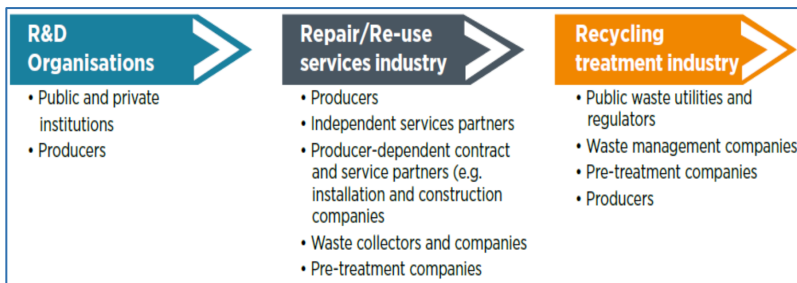 R&D
Organisations
• Public and private
institutions
• Producers
Repair/Re-use
services industry
• Producers
• Independent services partners
• Producer-dependent contract
and service partners (e.g.
installation and construction
companies
• Waste collectors and companies
• Pre-treatment companies
Recycling
treatment industry
• Public waste utilities and
regulators
• Waste management companies
• Pre-treatment companies
• Producers